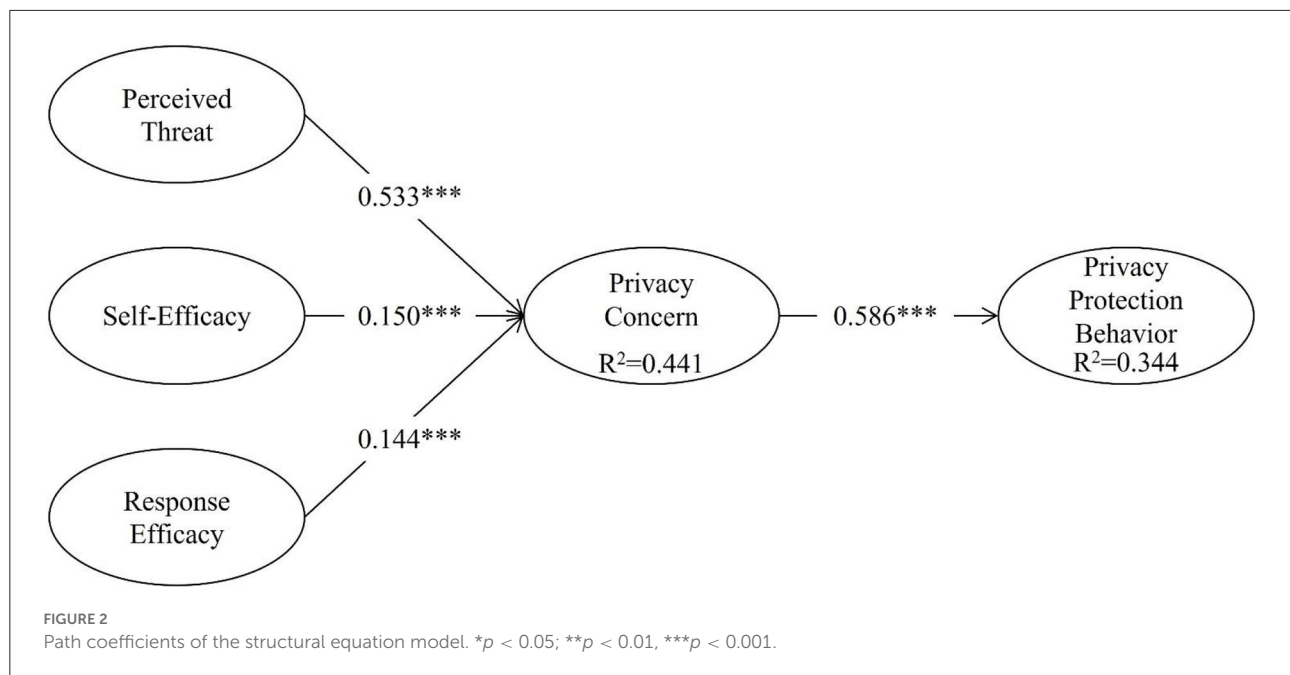 Perceived
Threat
0.533***
Self-Efficacy
0.150***
Privacy
Concern
R²=0.441
0.586***
Privacy
Protection
Behavior
R²=0.344
0.144***
Response
Efficacy
FIGURE 2
Path coefficients of the structural equation model. *p < 0.05; **p < 0.01, ***p < 0.001.